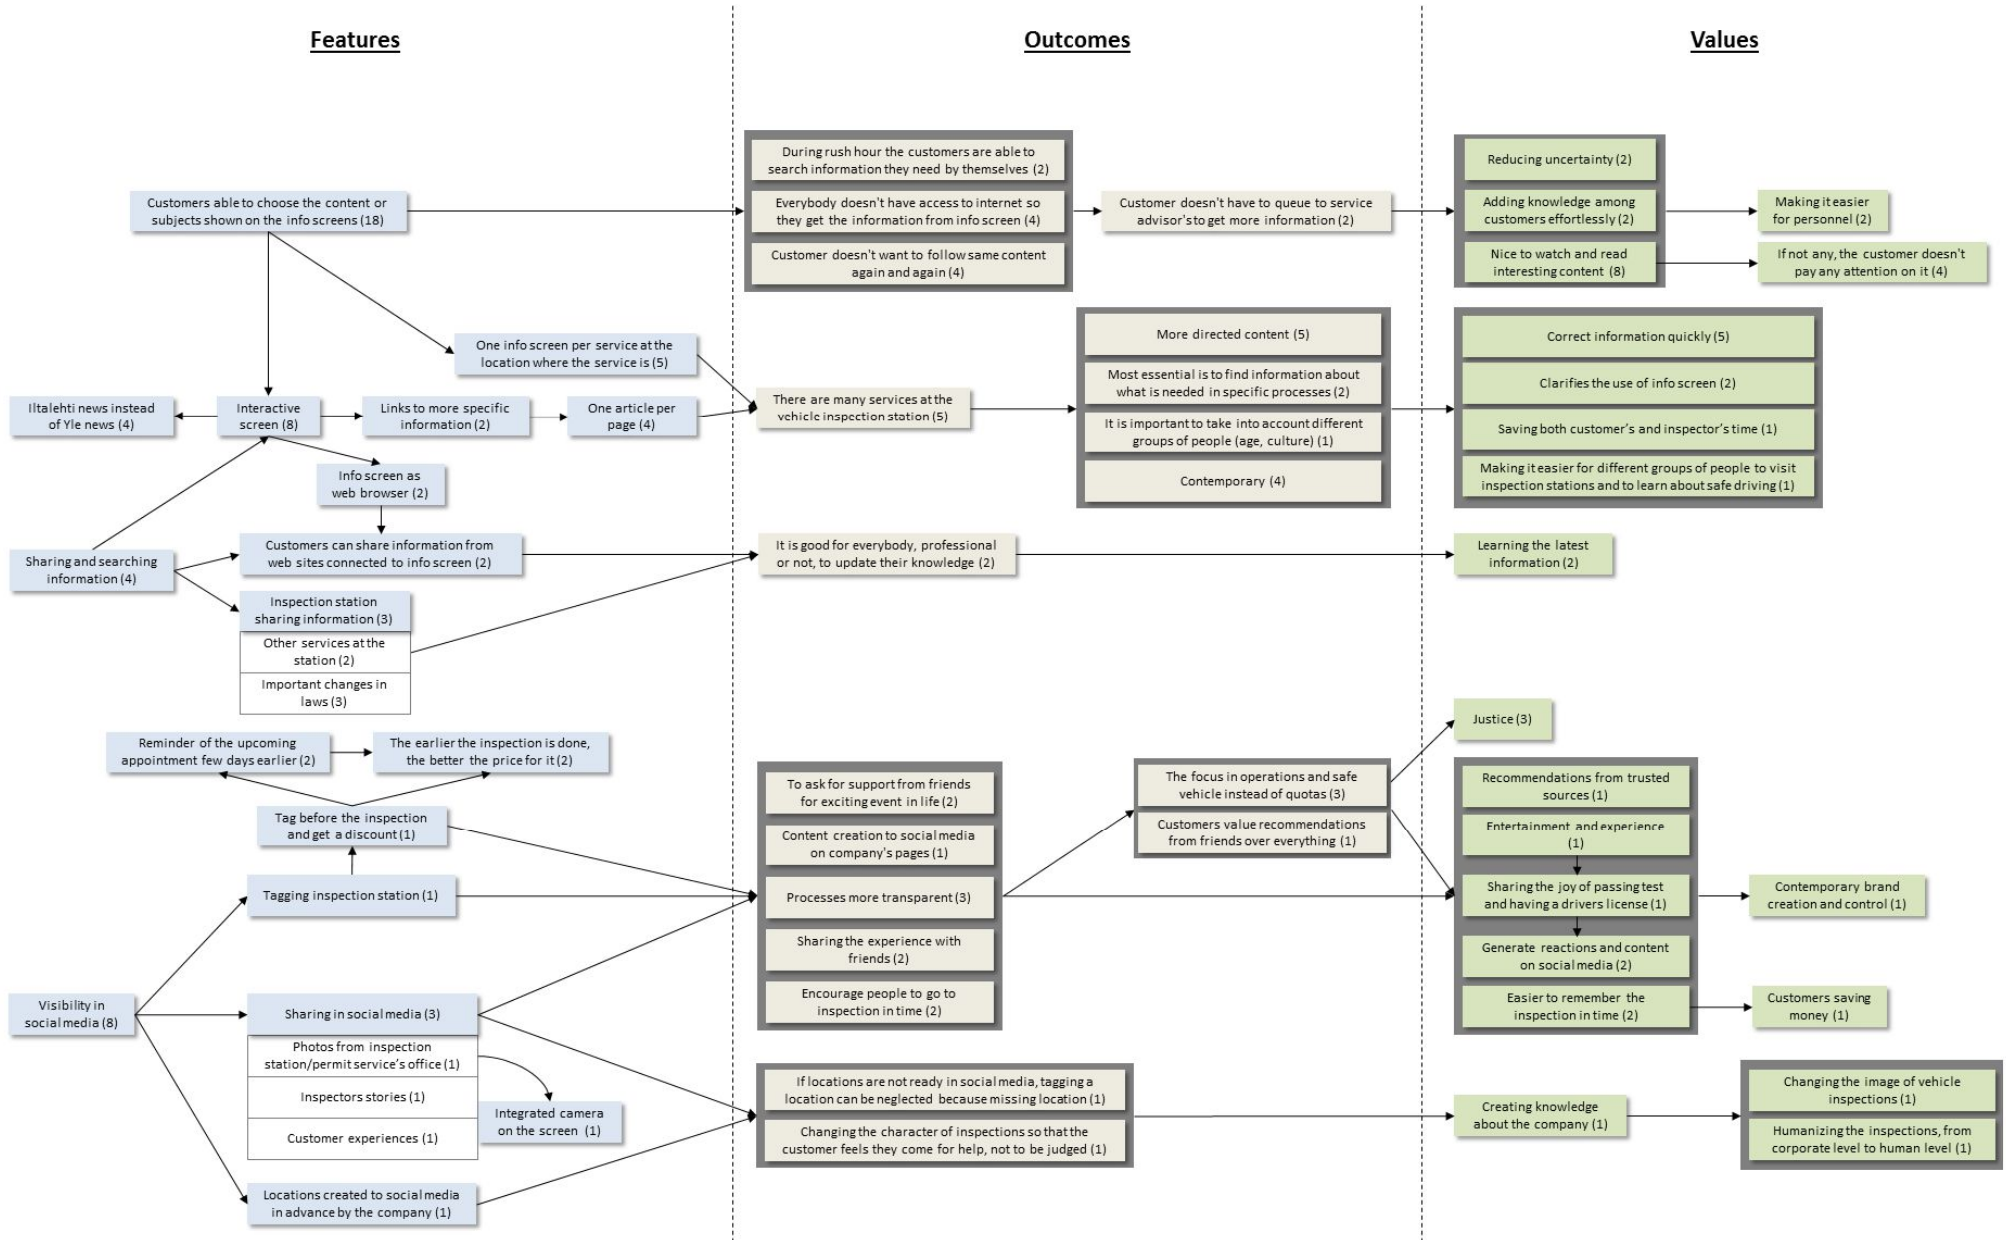 Features
Outcomes
Values
Customers able to choose the content or
subjects shown on the info screens (18)
One info screen per service at the
location where the service is (5)
Iltalehti news instead
of Yle news (4)
Interactive
screen (8)
Links to more specific
information (2)
One article per
page (4)
Info screen as
web browser (2)
Sharing and searching
information (4)
Customers can share information from
web sites connected to info screen (2)
Inspection station
sharing information (3)
Other services at the
station (2)
Important changes in
laws (3)
Reminder of the upcoming
appointment few days earlier (2)
The earlier the inspection is done,
the better the price for it (2)
Tag before the inspection
and get a discount (1)
Tagging inspection station (1)
Visibility in
social media (8)
Sharing in social media (3)
Photos from inspection
station/permit service's office (1)
Inspectors stories (1)
Customer experiences (1)
Integrated camera
on the screen (1)
Locations created to social media
in advance by the company (1)
During rush hour the customers are able to
search information they need by themselves (2)
Everybody doesn't have access to internet so
they get the information from info screen (4)
Customer doesn't want to follow same content
again and again (4)
Customer doesn't have to queue to service
advisor's to get more information (2)
There are many services at the
vehicle inspection station (5)
More directed content (5)
Most essential is to find information about
what is needed in specific processes (2)
It is important to take into account different
groups of people (age, culture) (1)
Contemporary (4)
It is good for everybody, professional
or not, to update their knowledge (2)
To ask for support from friends
for exciting event in life (2)
Content creation to social media
on company's pages (1)
Processes more transparent (3)
Sharing the experience with
friends (2)
Encourage people to go to
inspection in time (2)
The focus in operations and safe
vehicle instead of quotas (3)
Customers value recommendations
from friends over everything (1)
If locations are not ready in social media, tagging a
location can be neglected because missing location (1)
Changing the character of inspections so that the
customer feels they come for help, not to be judged (1)
Reducing uncertainty (2)
Adding knowledge among
customers effortlessly (2)
Nice to watch and read
interesting content (8)
Making it easier
for personnel (2)
If not any, the customer doesn't
pay any attention on it (4)
Correct information quickly (5)
Clarifies the use of info screen (2)
Saving both customer's and inspector's time (1)
Making it easier for different groups of people to visit
inspection stations and to learn about safe driving (1)
Learning the latest
information (2)
Justice (3)
Recommendations from trusted
sources (1)
Entertainment and experience
(1)
Sharing the joy of passing test
and having a drivers license (1)
Generate reactions and content
on social media (2)
Easier to remember the
inspection in time (2)
Contemporary brand
creation and control (1)
Customers saving
money (1)
Creating knowledge
about the company (1)
Changing the image of vehicle
inspections (1)
Humanizing the inspections, from
corporate level to human level (1)